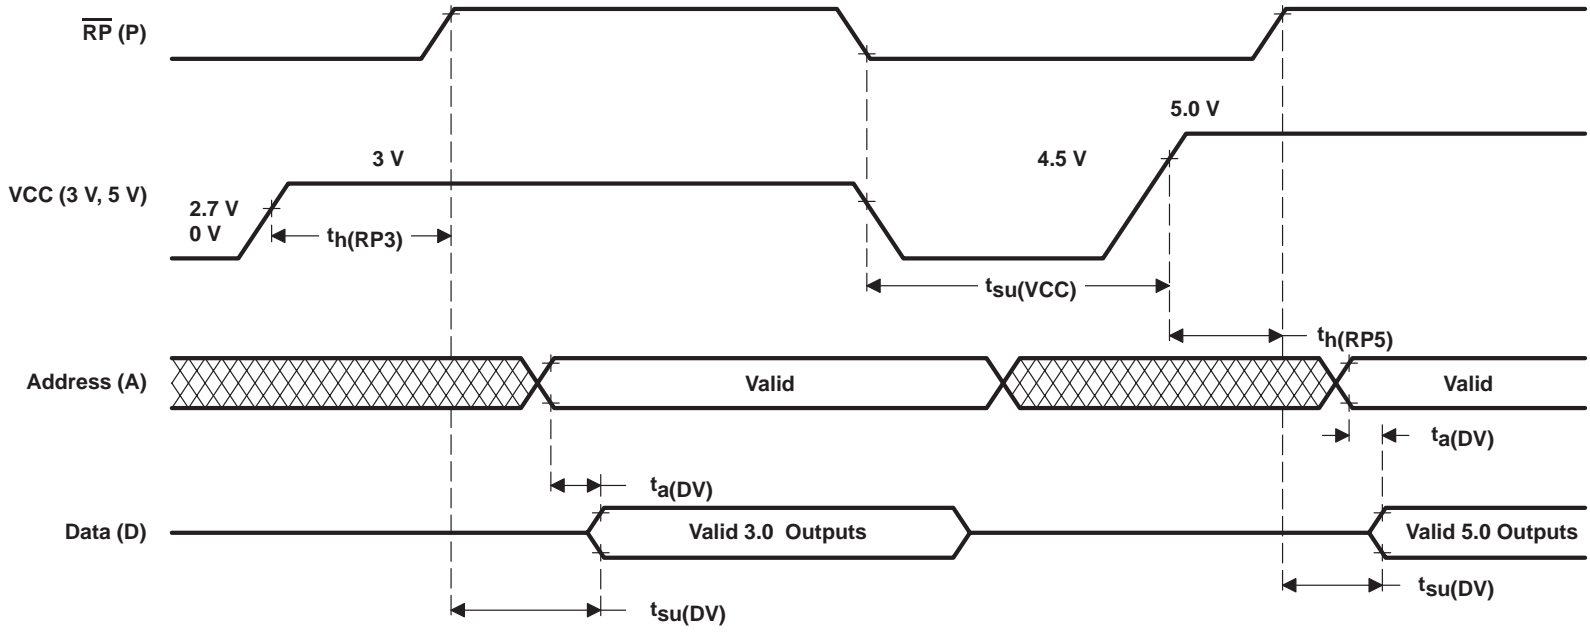 RP (P)
5.0 V
3 V
4.5 V
VCC (3 V, 5 V)
2.7 V
0 V
th(RP3)
tsu(VCC)
th(RP5)
Address (A)
Valid
Valid
ta(DV)
ta(DV)
Data (D)
Valid 3.0 Outputs
Valid 5.0 Outputs
tsu(DV)
tsu(DV)